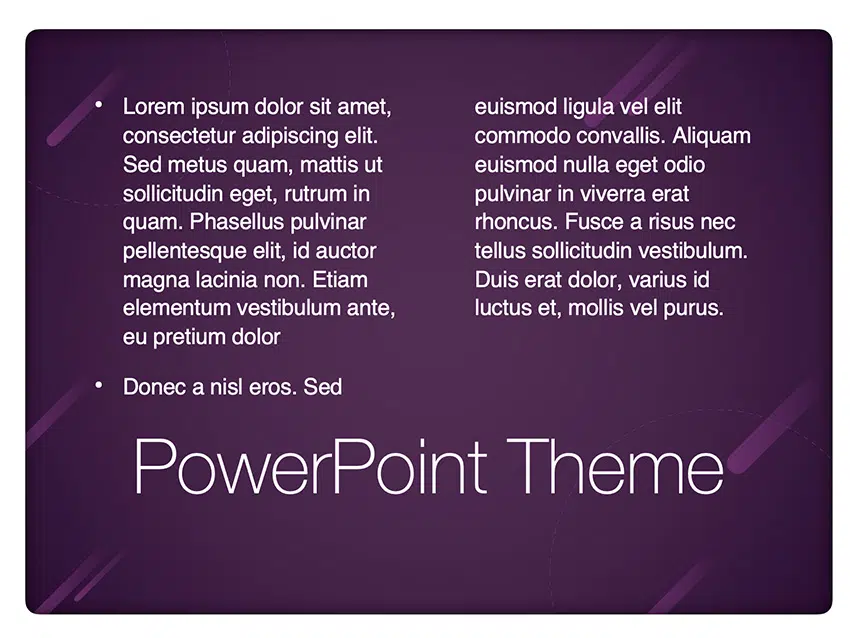 • Lorem ipsum dolor sit amet,
consectetur adipiscing elit.
Sed metus quam, mattis ut
sollicitudin eget, rutrum in
quam. Phasellus pulvinar
pellentesque elit, id auctor
magna lacinia non. Etiam
elementum vestibulum ante,
eu pretium dolor
• Donec a nisl eros. Sed
euismod ligula vel elit
commodo convallis. Aliquam
euismod nulla eget odio
pulvinar in viverra erat
rhoncus. Fusce a risus nec
tellus sollicitudin vestibulum.
Duis erat dolor, varius id
luctus et, mollis vel purus.
PowerPoint Theme